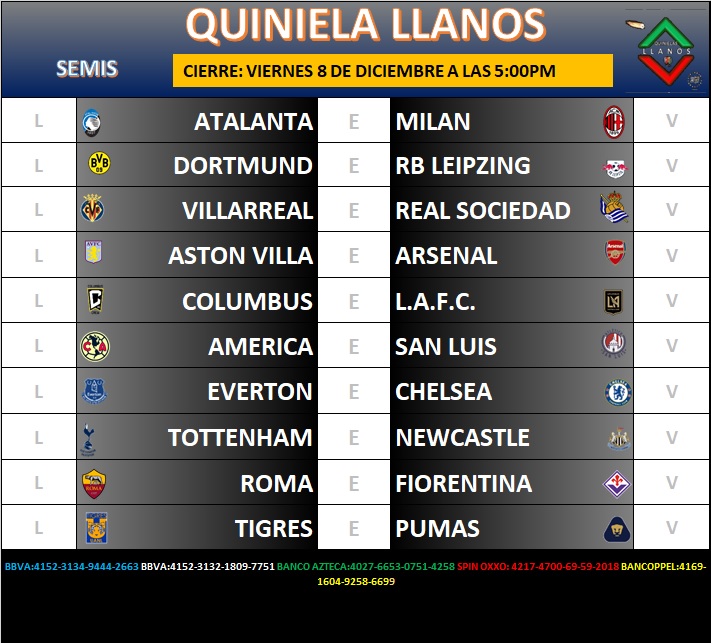 QUINIELA LLANOS
SEMIS
CIERRE: VIERNES 8 DE DICIEMBRE A LAS 5:00PM
QUINIELAS
LLANOS
L ATALANTA E MILAN V
L DORTMUND E RB LEIPZING V
L VILLARREAL E REAL SOCIEDAD V
L ASTON VILLA E ARSENAL V
L COLUMBUS E L.A.F.C. V
L AMERICA E SAN LUIS V
L EVERTON E CHELSEA V
L TOTTENHAM E NEWCASTLE V
L ROMA E FIORENTINA V
L TIGRES E PUMAS V
BBVA:4152-3134-9444-2663 BBVA:4152-3132-1809-7751 BANCO AZTECA:4027-6653-0751-4258 SPIN OXXO: 4217-4700-69-59-2018 BANCOPPEL:4169-
1604-9258-6699